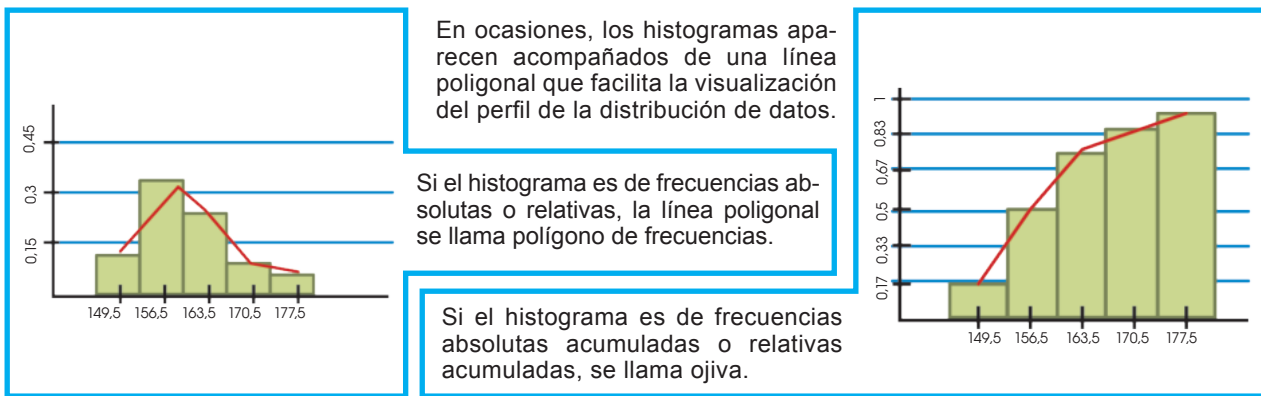 En ocasiones, los histogramas apa-
recen acompañados de una línea
poligonal que facilita la visualización
del perfil de la distribución de datos.
Si el histograma es de frecuencias ab-
solutas o relativas, la línea poligonal
se llama polígono de frecuencias.
Si el histograma es de frecuencias
absolutas acumuladas o relativas
acumuladas, se llama ojiva.
0,45
0,3
0,15
149,5 156,5 163,5 170,5 177,5
1
0,83
0,67
0,5
0,33
0,17
149,5 156,5 163,5 170,5 177,5